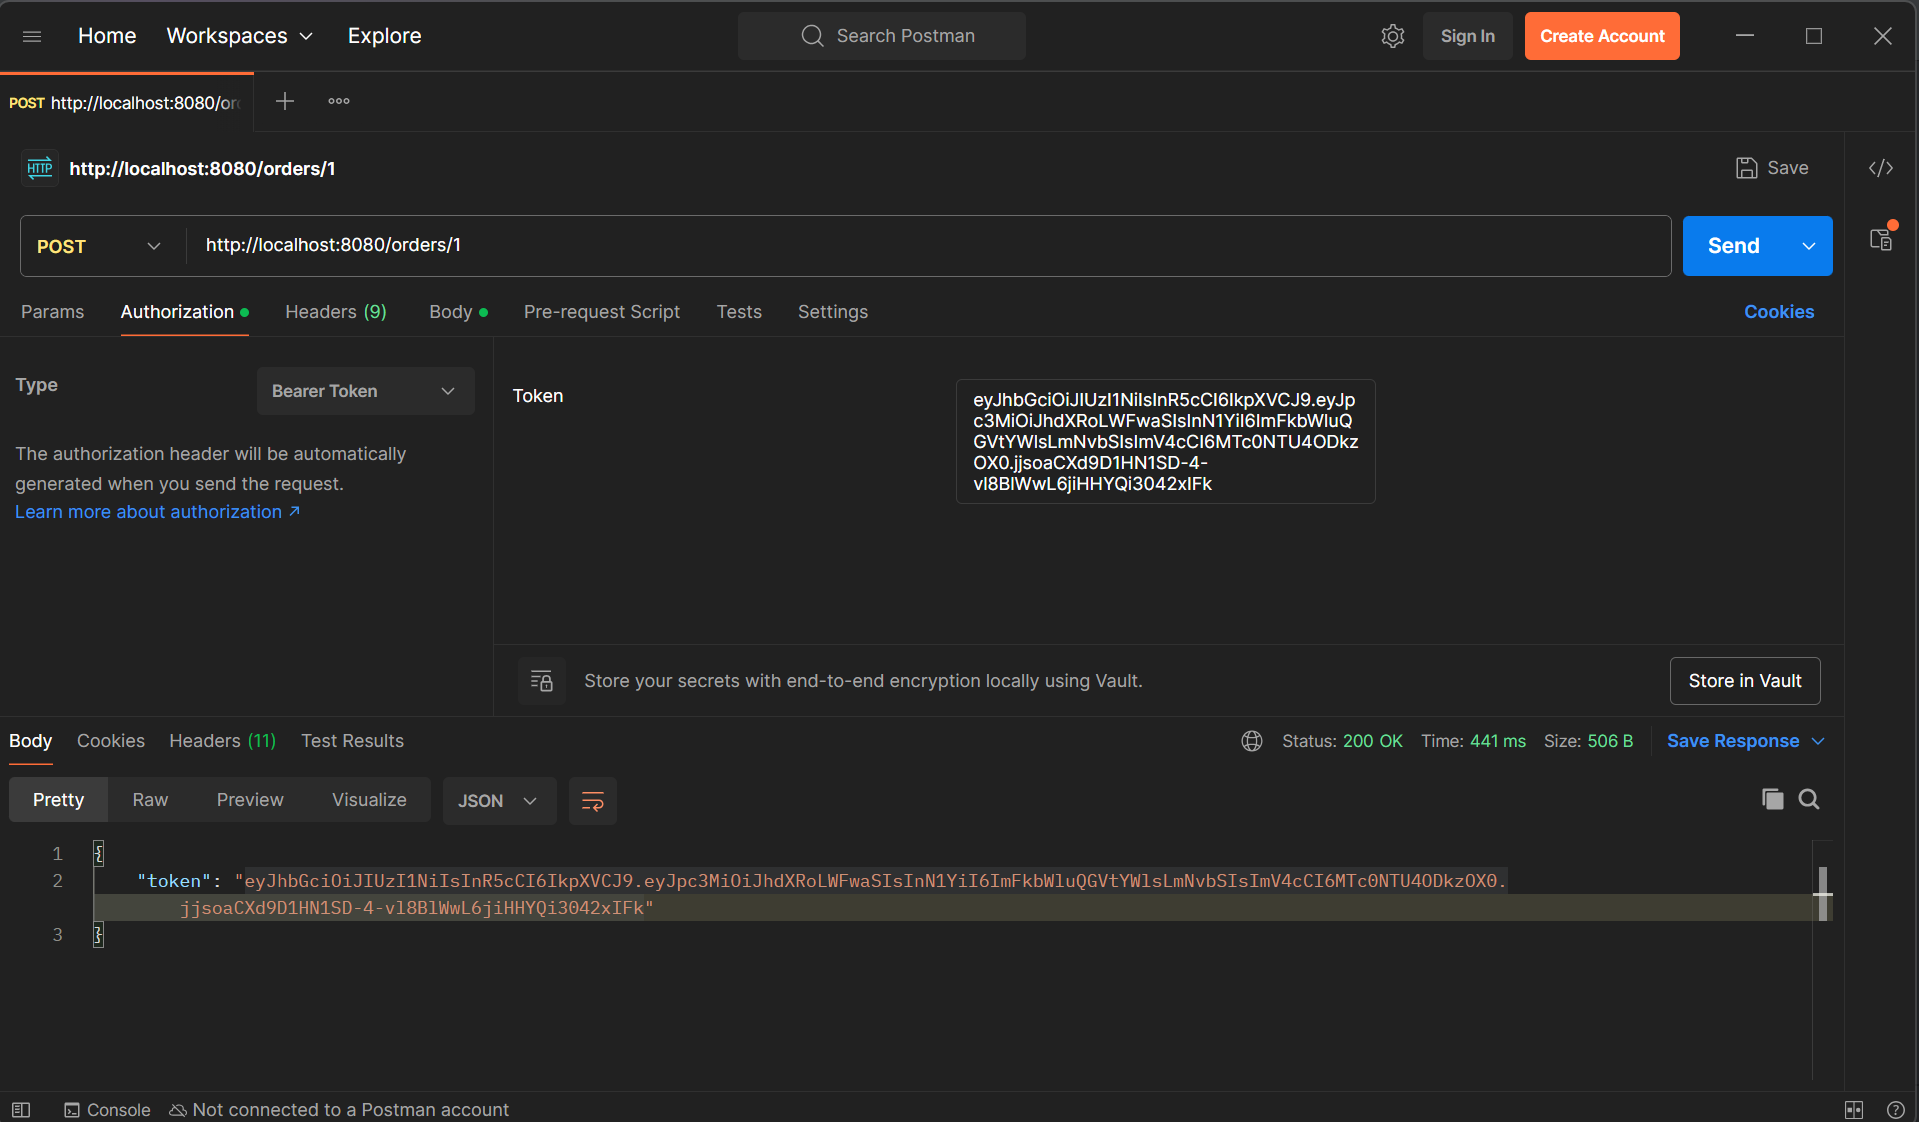 Home Workspaces Explore Search Postman Sign In Create Account
POST http://localhost:8080/or
HTTP http://localhost:8080/orders/1 Save
POST http://localhost:8080/orders/1 Send
Params Authorization Headers (9) Body Pre-request Script Tests Settings Cookies
Type Bearer Token Token
eyJhbGciOiJIUzI1NiIsInR5cCI6IkpXVCJ9.eyJp
c3MiOiJhdXRoLWFwaSIsInN1YiI6ImFkbWluQ
GVtYWlsLmNvbSIsImV4cCI6MTc0NTU4ODkz
OX0.jjsoaCXd9D1HN1SD-4-
vl8BlWwL6jiHHYQi3042xIFk
The authorization header will be automatically
generated when you send the request.
Learn more about authorization ↗
Store your secrets with end-to-end encryption locally using Vault. Store in Vault
Body Cookies Headers (11) Test Results Status: 200 OK Time: 441 ms Size: 506 B Save Response
Pretty Raw Preview Visualize JSON
1 {
2 "token": "eyJhbGciOiJIUzI1NiIsInR5cCI6IkpXVCJ9.eyJpc3MiOiJhdXRoLWFwaSIsInN1YiI6ImFkbWluQGVtYWlsLmNvbSIsImV4cCI6MTc0NTU4ODkzOX0.
jjsoaCXd9D1HN1SD-4-vl8BlWwL6jiHHYQi3042xIFk"
3 }
Console Not connected to a Postman account